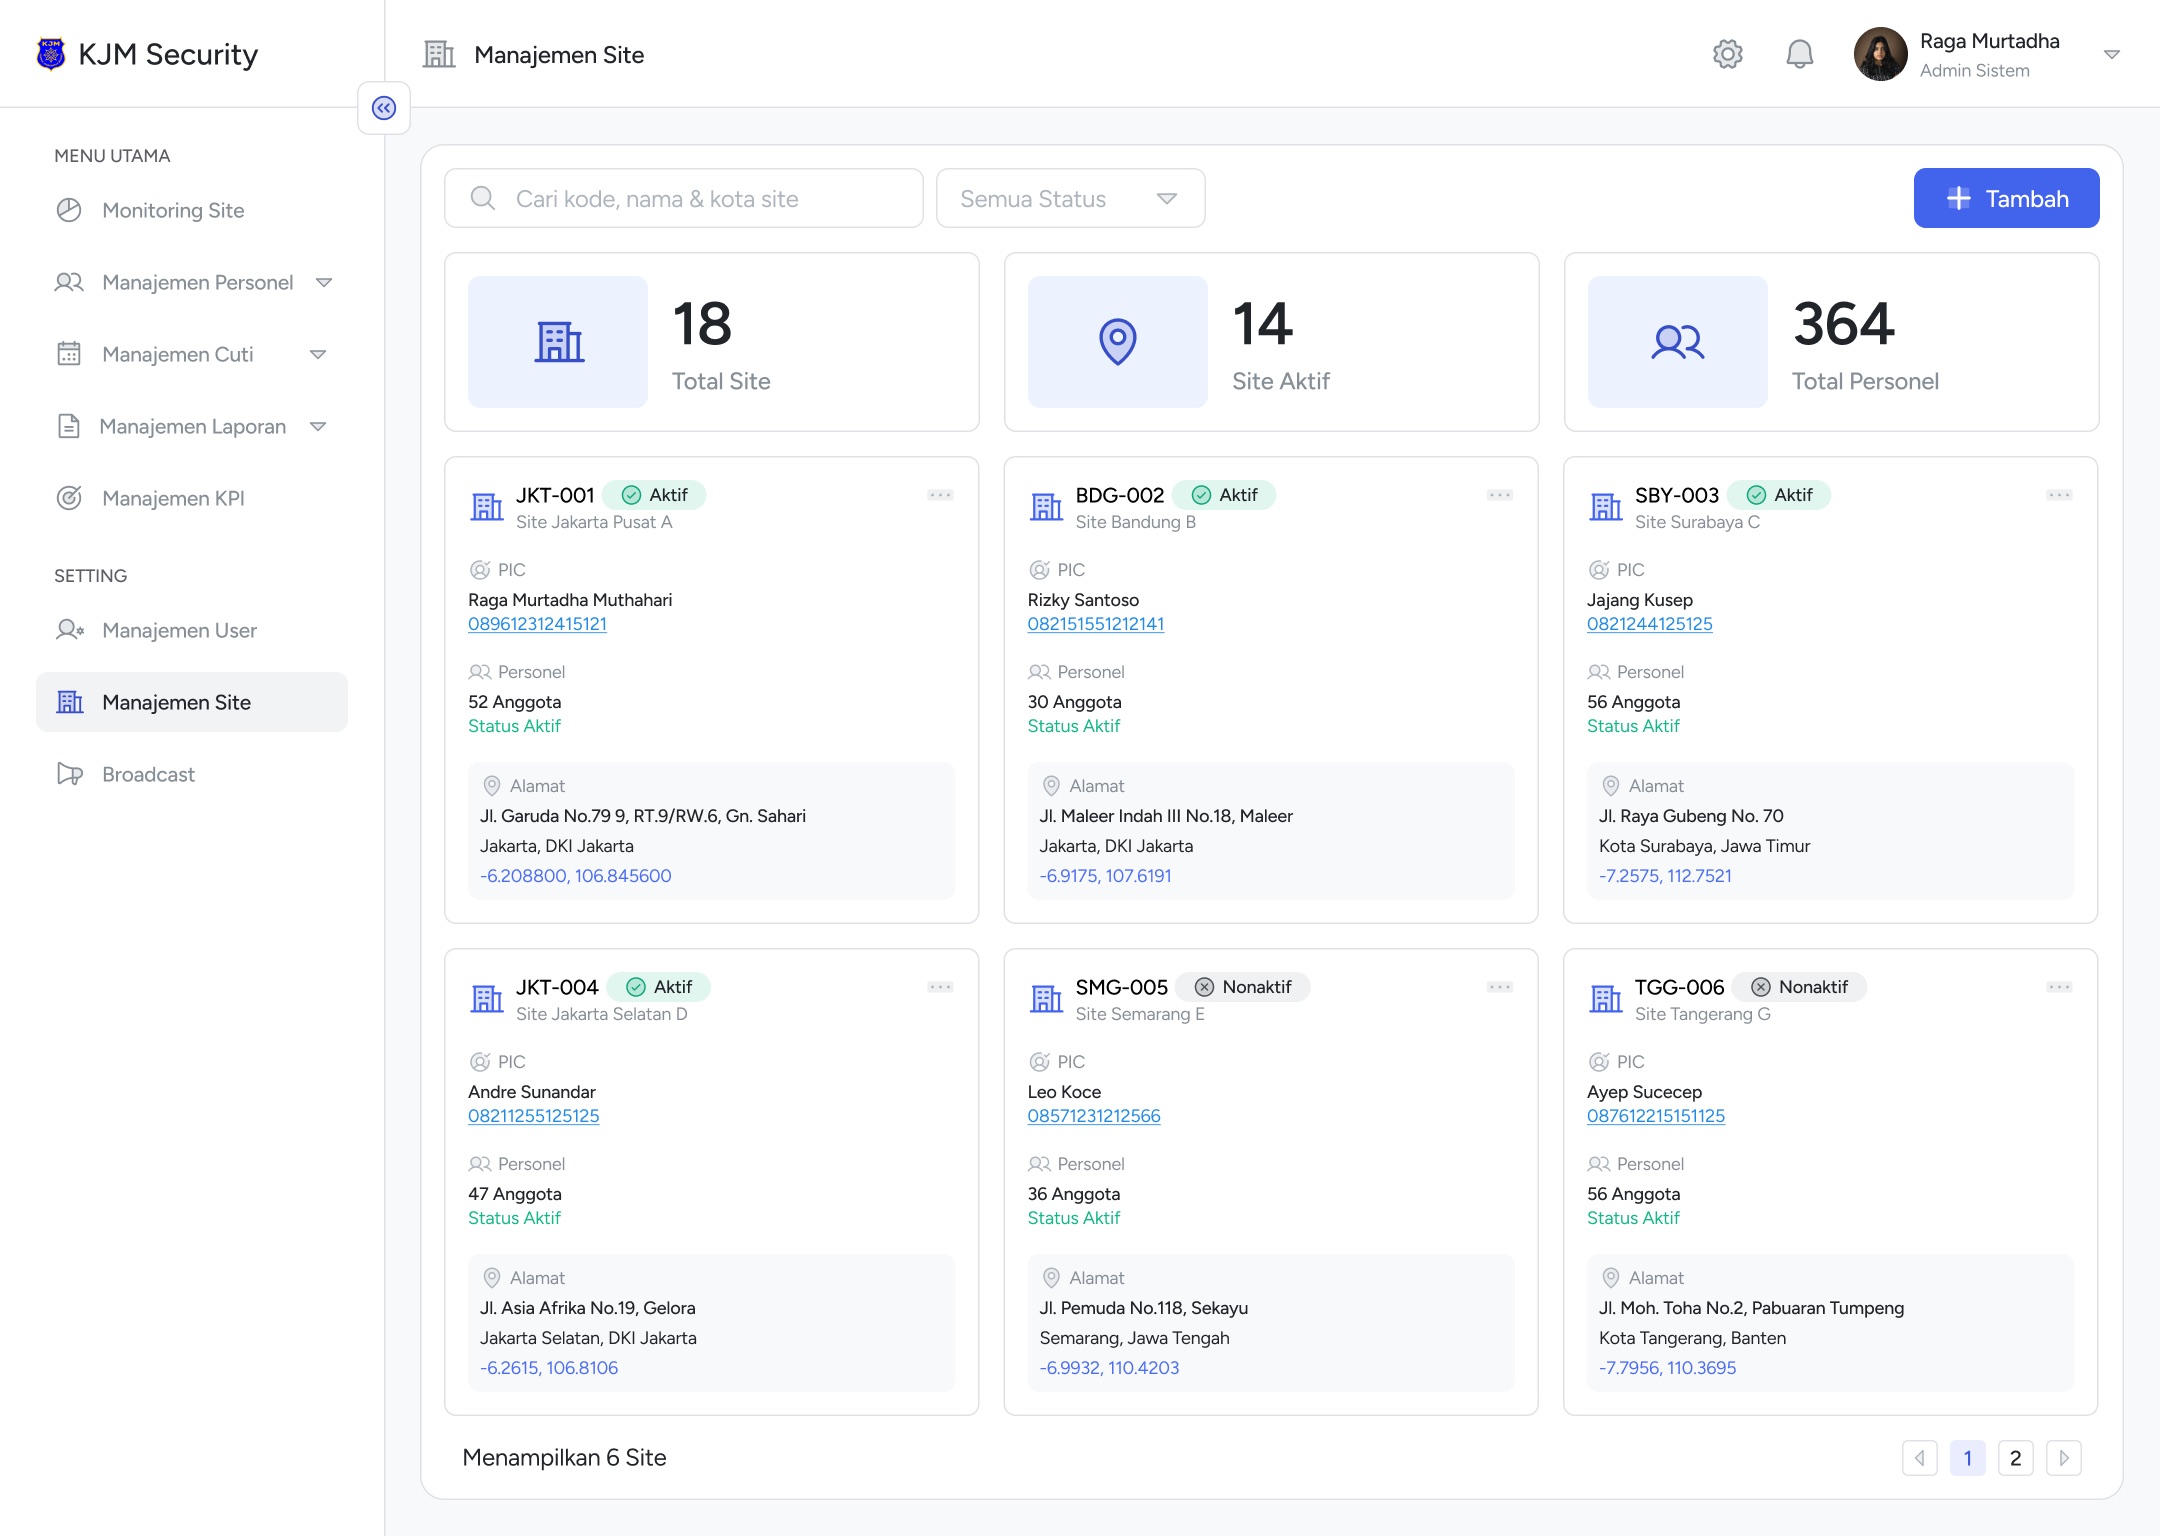 KJM
KJM Security
Manajemen Site
Raga Murtadha
Admin Sistem
MENU UTAMA
Monitoring Site
Manajemen Personel
Manajemen Cuti
Manajemen Laporan
Manajemen KPI
SETTING
Manajemen User
Manajemen Site
Broadcast
Cari kode, nama & kota site
Semua Status
Tambah
18
Total Site
14
Site Aktif
364
Total Personel
JKT-001 Aktif
Site Jakarta Pusat A
PIC
Raga Murtadha Muthahari
089612312415121
Personel
52 Anggota
Status Aktif
Alamat
Jl. Garuda No.79 9, RT.9/RW.6, Gn. Sahari
Jakarta, DKI Jakarta
-6.208800, 106.845600
BDG-002 Aktif
Site Bandung B
PIC
Rizky Santoso
082151551212141
Personel
30 Anggota
Status Aktif
Alamat
Jl. Maleer Indah III No.18, Maleer
Jakarta, DKI Jakarta
-6.9175, 107.6191
SBY-003 Aktif
Site Surabaya C
PIC
Jajang Kusep
0821244125125
Personel
56 Anggota
Status Aktif
Alamat
Jl. Raya Gubeng No. 70
Kota Surabaya, Jawa Timur
-7.2575, 112.7521
JKT-004 Aktif
Site Jakarta Selatan D
PIC
Andre Sunandar
08211255125125
Personel
47 Anggota
Status Aktif
Alamat
Jl. Asia Afrika No.19, Gelora
Jakarta Selatan, DKI Jakarta
-6.2615, 106.8106
SMG-005 Nonaktif
Site Semarang E
PIC
Leo Koce
08571231212566
Personel
36 Anggota
Status Aktif
Alamat
Jl. Pemuda No.118, Sekayu
Semarang, Jawa Tengah
-6.9932, 110.4203
TGG-006 Nonaktif
Site Tangerang G
PIC
Ayep Sucecep
087612215151125
Personel
56 Anggota
Status Aktif
Alamat
Jl. Moh. Toha No.2, Pabuaran Tumpeng
Kota Tangerang, Banten
-7.7956, 110.3695
Menampilkan 6 Site
1 2